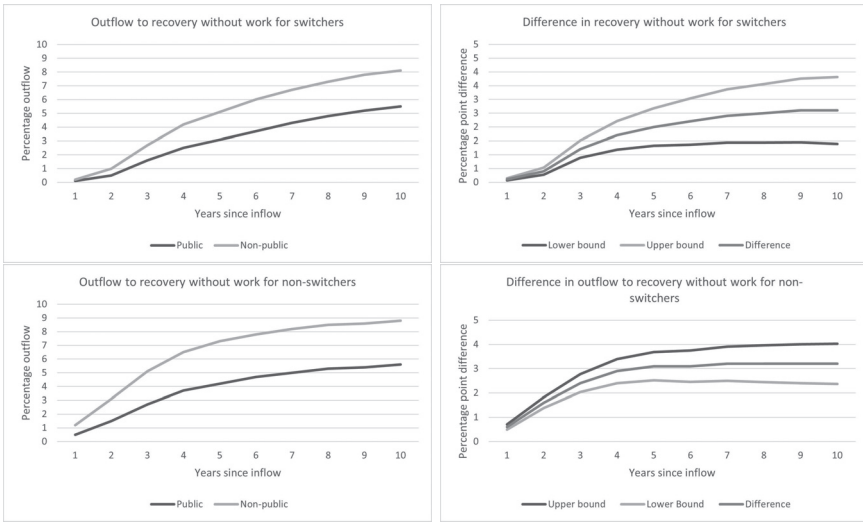 Outflow to recovery without work for switchers
Percentage outflow
10
9
8
7
6
5
4
3
2
1
0
1 2 3 4 5 6 7 8 9 10
Years since inflow
Public Non-public
Difference in recovery without work for switchers
Percentage point difference
5
5
4
4
3
3
2
2
1
1
0
1 2 3 4 5 6 7 8 9 10
Years since inflow
Lower bound Upper bound Difference
Outflow to recovery without work for non-switchers
Percentage outflow
10
9
8
7
6
5
4
3
2
1
0
1 2 3 4 5 6 7 8 9 10
Years since inflow
Public Non-public
Difference in outflow to recovery without work for non-
switchers
Percentage point difference
5
4
3
2
1
0
1 2 3 4 5 6 7 8 9 10
Years since inflow
Upper bound Lower Bound Difference